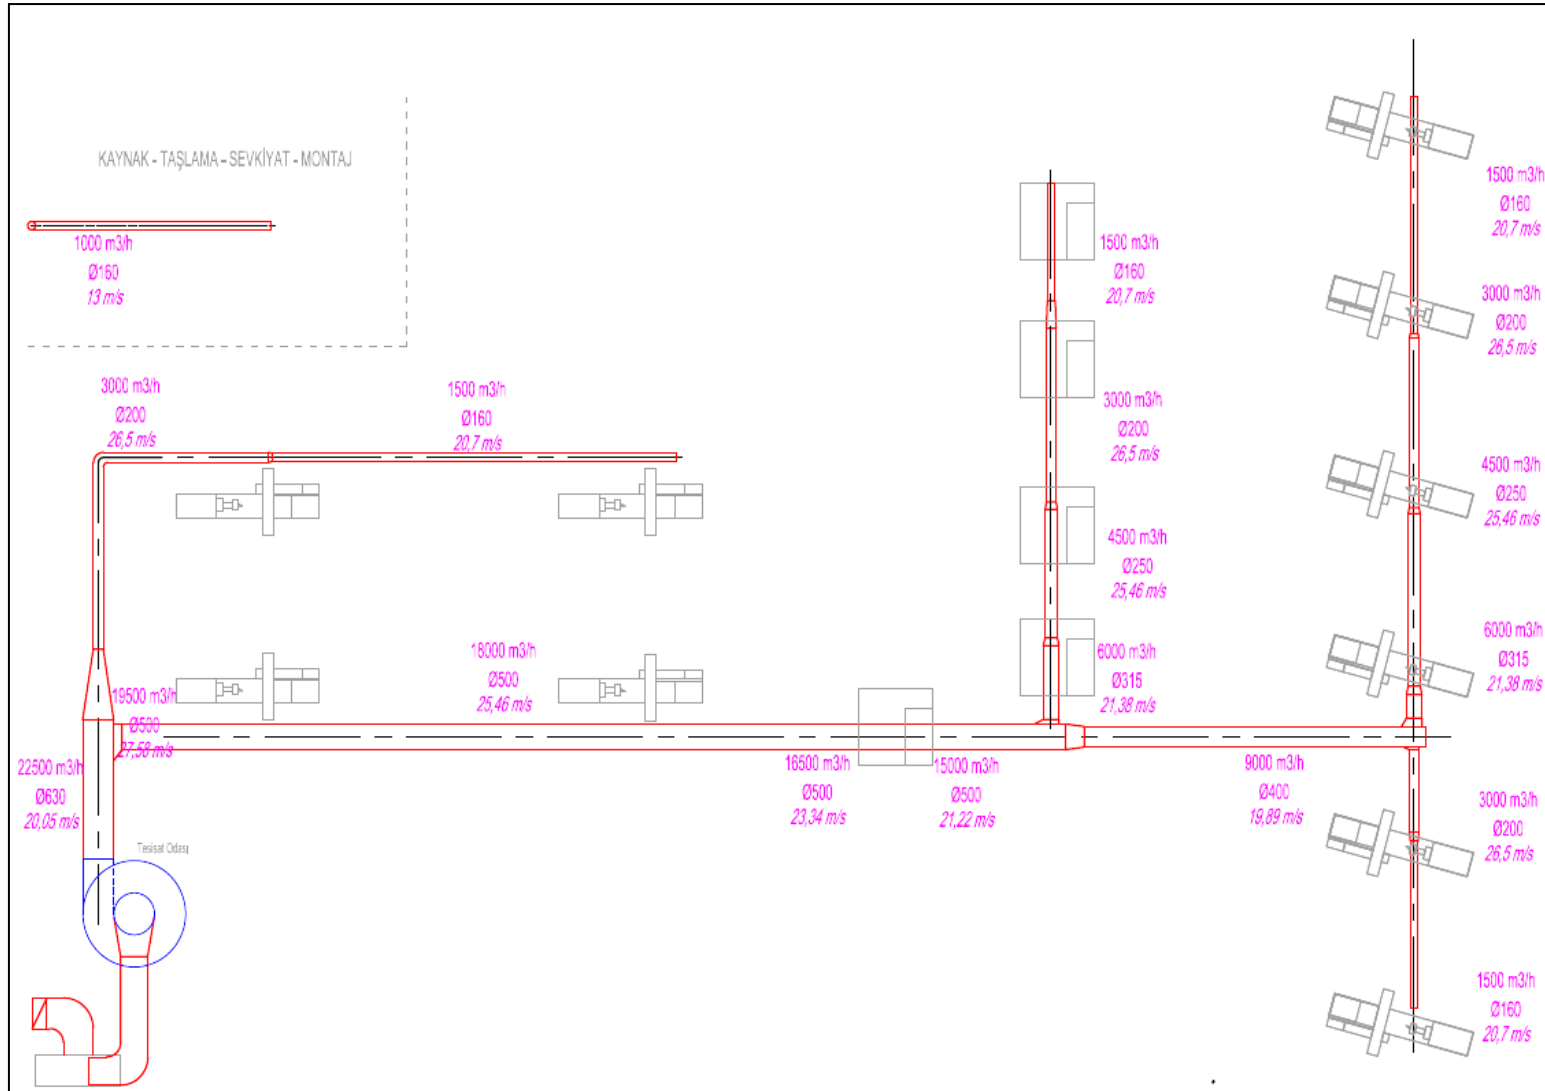 KAYNAK - TAŞLAMA - SEVKİYAT - MONTAJ
1000 m3/h
Ø160
13 m/s
3000 m3/h
Ø200
26,5 m/s
1500 m3/h
Ø160
20,7 m/s
1500 m3/h
Ø160
20,7 m/s
3000 m3/h
Ø200
26,5 m/s
4500 m3/h
Ø250
25,46 m/s
6000 m3/h
Ø315
21,38 m/s
1500 m3/h
Ø160
20,7 m/s
3000 m3/h
Ø200
26,5 m/s
4500 m3/h
Ø250
25,46 m/s
6000 m3/h
Ø315
21,38 m/s
18000 m3/h
Ø500
25,46 m/s
19500 m3/h
Ø500
27,58 m/s
22500 m3/h
Ø630
20,05 m/s
16500 m3/h
Ø500
23,34 m/s
15000 m3/h
Ø500
21,22 m/s
9000 m3/h
Ø400
19,89 m/s
3000 m3/h
Ø200
26,5 m/s
Tesisat Odası
1500 m3/h
Ø160
20,7 m/s